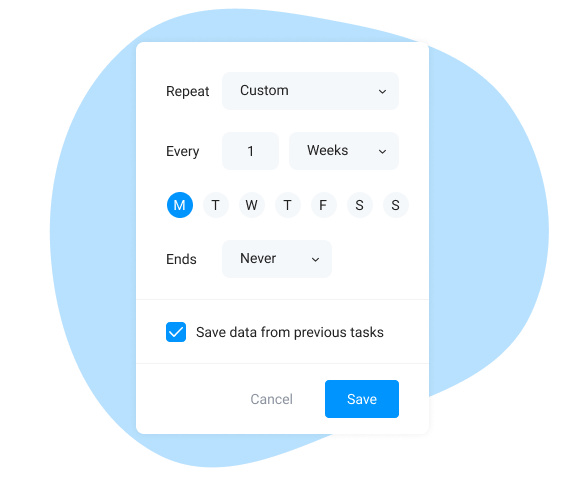 Repeat Custom
Every 1 Weeks
M T W T F S S
Ends Never
Save data from previous tasks
Cancel Save